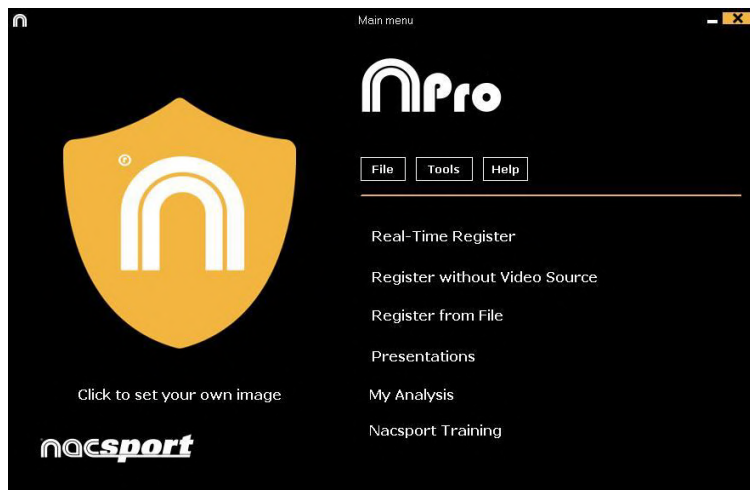 Main menu
nPro
File Tools Help
Real-Time Register
Register without Video Source
Register from File
Presentations
My Analysis
Nacsport Training
®
n
Click to set your own image
nacsport